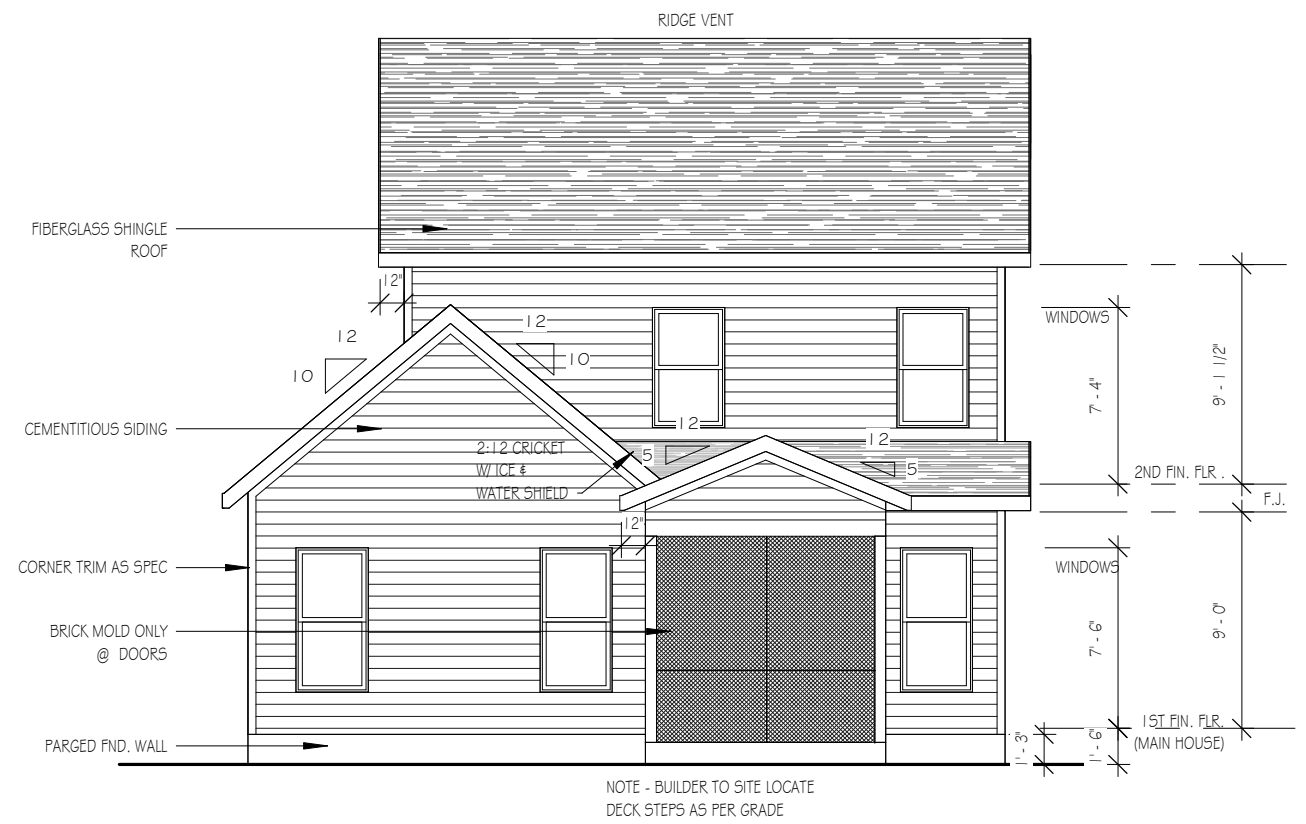 RIDGE VENT
FIBERGLASS SHINGLE
ROOF
12"
WINDOWS
12
12
10
10
7' - 4"
9' - 1 1/2"
CEMENTITIOUS SIDING
12
12
2:12 CRICKET
W/ ICE &
WATER SHIELD
5
5
2ND FIN. FLR .
F.J.
12"
CORNER TRIM AS SPEC
WINDOWS
BRICK MOLD ONLY
@ DOORS
7' - 6"
9' - 0"
PARGED FND. WALL
1ST FIN. FLR.
(MAIN HOUSE)
1' - 3"
1' - 6"
NOTE - BUILDER TO SITE LOCATE
DECK STEPS AS PER GRADE